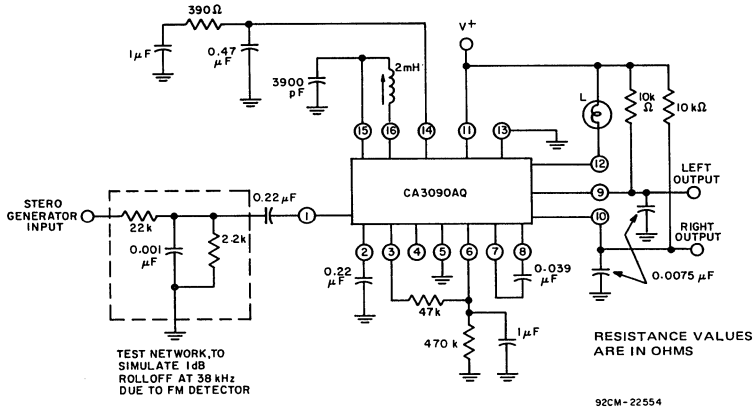 390Ω
1µF
0.47
µF
V+
2mH
3900
pF
L
10k
Ω
10 kΩ
15
16
14
11
13
12
CA3090AQ
LEFT
OUTPUT
9
STERO
GENERATOR
INPUT
0.22µF
1
10
22k
2.2k
0.001
µF
RIGHT
OUTPUT
2
3
4
5
6
7
8
0.22
µF
0.039
µF
0.0075 µF
47k
470 k
1µF
RESISTANCE VALUES
ARE IN OHMS
TEST NETWORK,TO
SIMULATE 1dB
ROLLOFF AT 38 kHz
DUE TO FM DETECTOR
92CM-22554